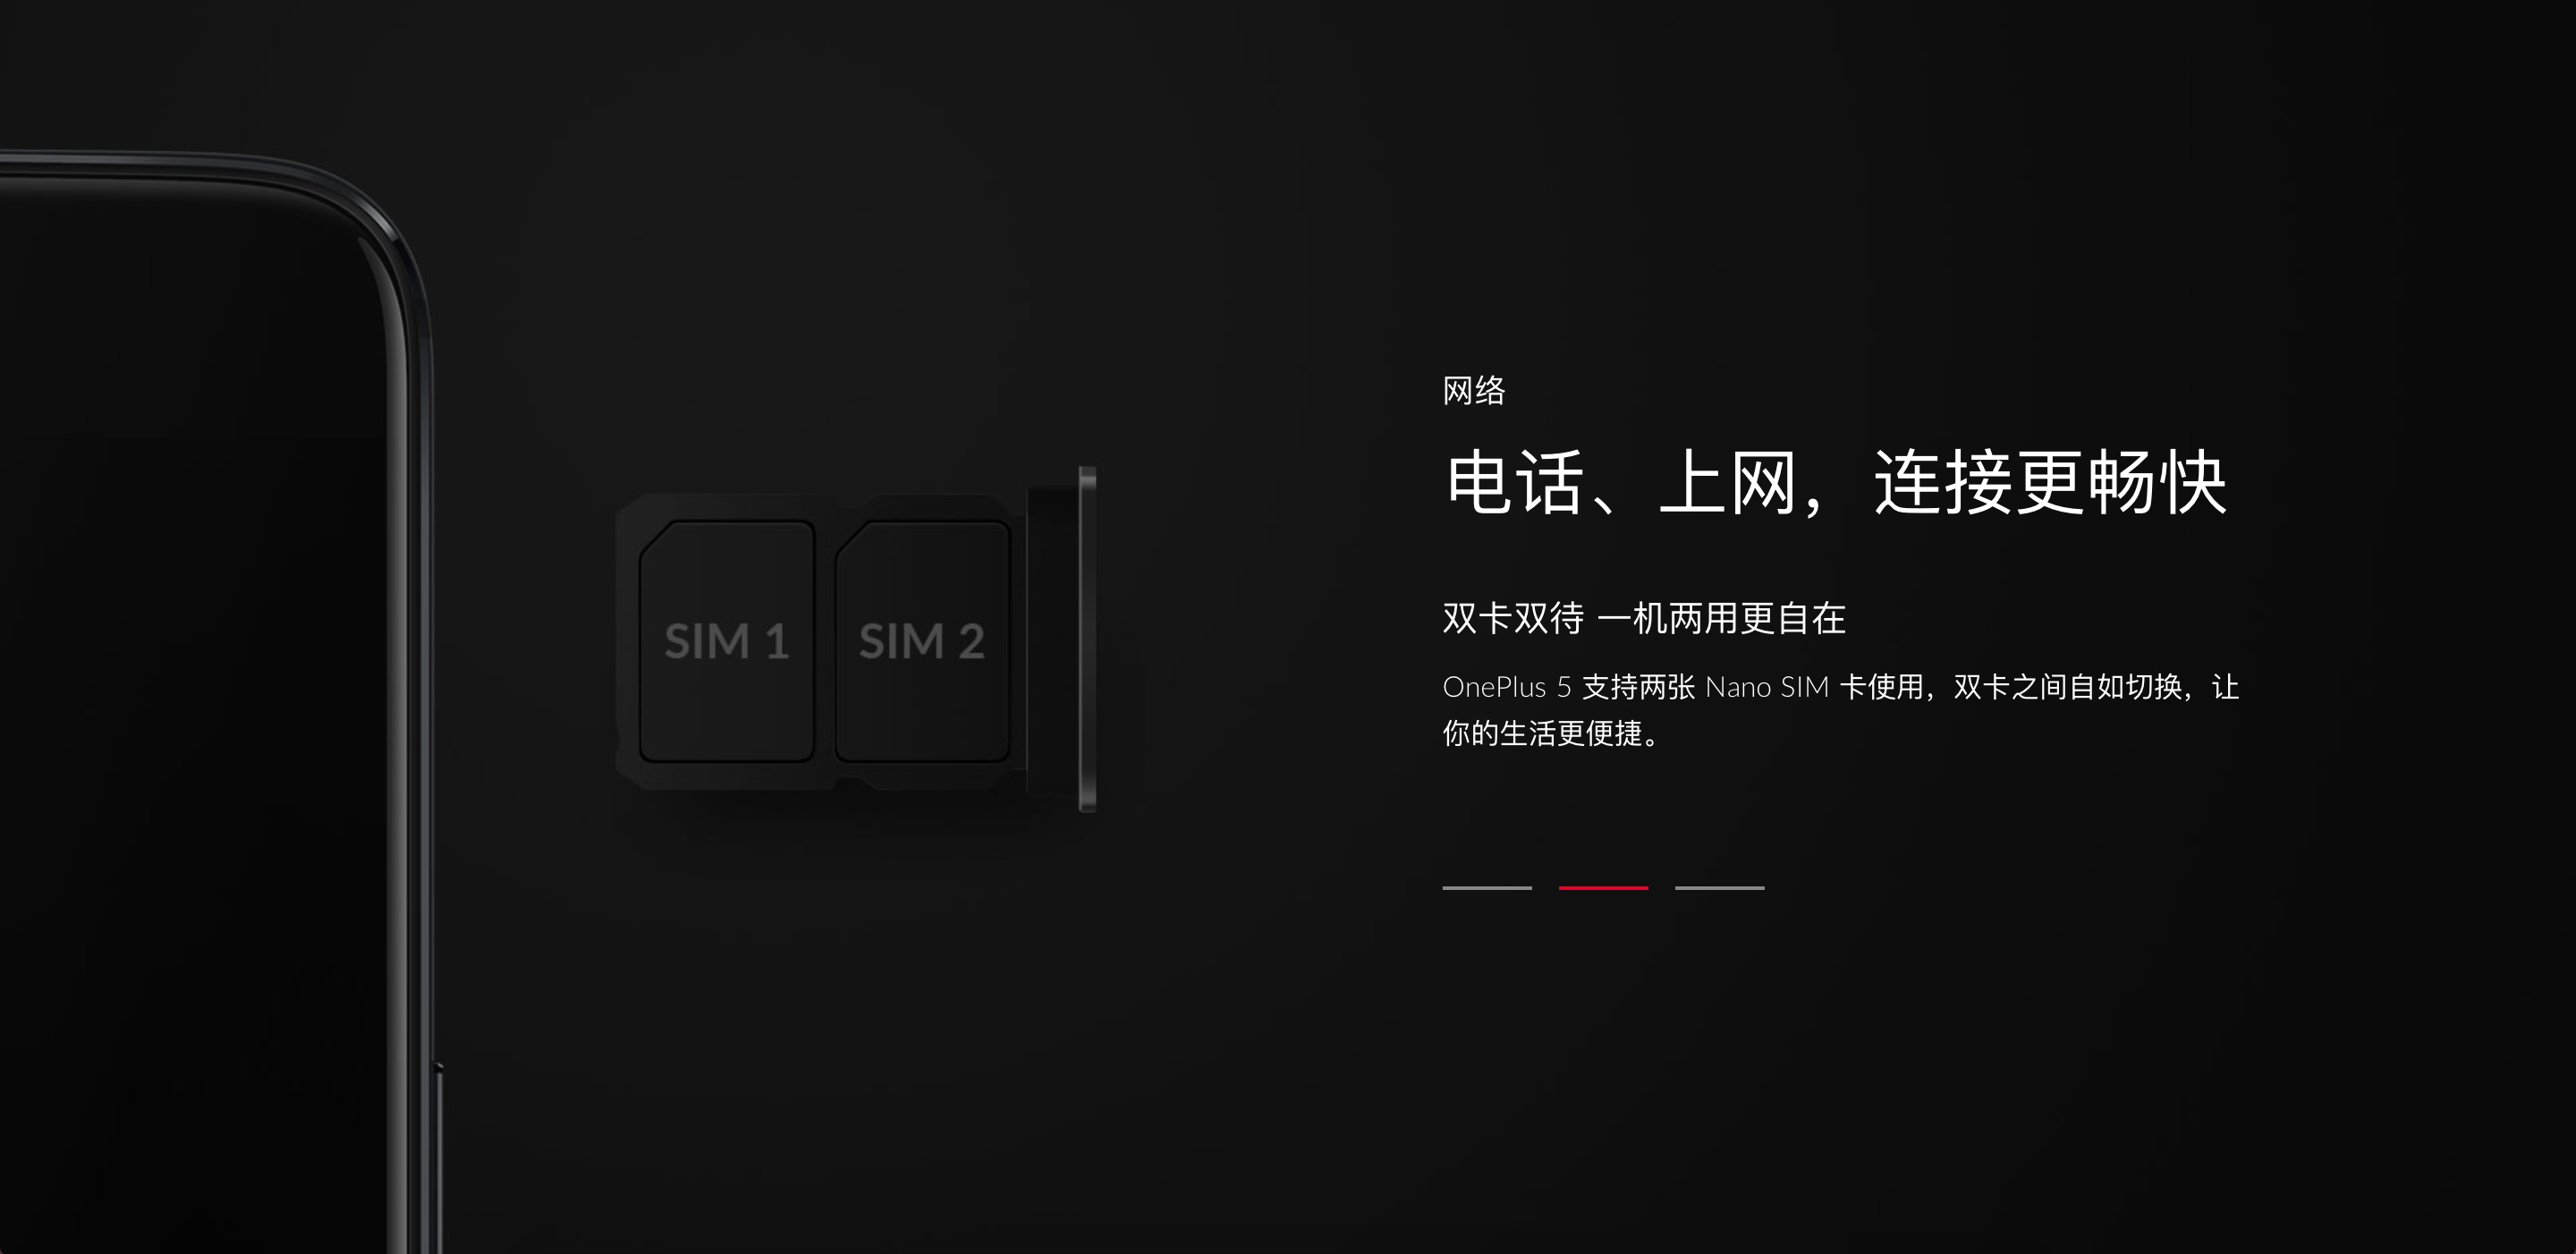 网络
电话、上网，连接更畅快
双卡双待 一机两用更自在
OnePlus 5 支持两张 Nano SIM 卡使用，双卡之间自如切换，让
你的生活更便捷。
SIM 1
SIM 2